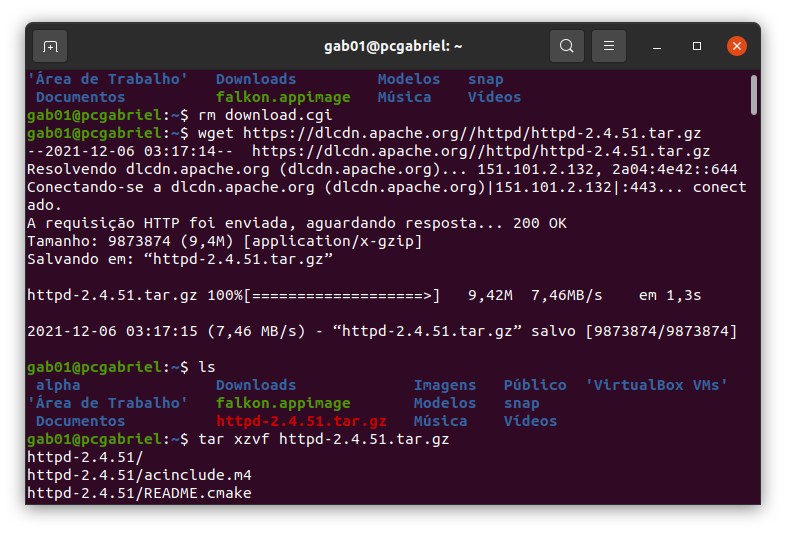 gab01@pcgabriel: ~
'Área de Trabalho'   Downloads         Modelos   snap
 Documentos          falkon.appimage   Música    Vídeos
gab01@pcgabriel:~$ rm download.cgi
gab01@pcgabriel:~$ wget https://dlcdn.apache.org//httpd/httpd-2.4.51.tar.gz
--2021-12-06 03:17:14--  https://dlcdn.apache.org//httpd/httpd-2.4.51.tar.gz
Resolvendo dlcdn.apache.org (dlcdn.apache.org)... 151.101.2.132, 2a04:4e42::644
Conectando-se a dlcdn.apache.org (dlcdn.apache.org)|151.101.2.132|:443... conect
ado.
A requisição HTTP foi enviada, aguardando resposta... 200 OK
Tamanho: 9873874 (9,4M) [application/x-gzip]
Salvando em: “httpd-2.4.51.tar.gz”
httpd-2.4.51.tar.gz 100%[===================>]   9,42M  7,46MB/s    em 1,3s
2021-12-06 03:17:15 (7,46 MB/s) - “httpd-2.4.51.tar.gz” salvo [9873874/9873874]
gab01@pcgabriel:~$ ls
 alpha               Downloads             Imagens   Público  'VirtualBox VMs'
'Área de Trabalho'   falkon.appimage       Modelos   snap
 Documentos          httpd-2.4.51.tar.gz   Música    Vídeos
gab01@pcgabriel:~$ tar xzvf httpd-2.4.51.tar.gz
httpd-2.4.51/
httpd-2.4.51/acinclude.m4
httpd-2.4.51/README.cmake